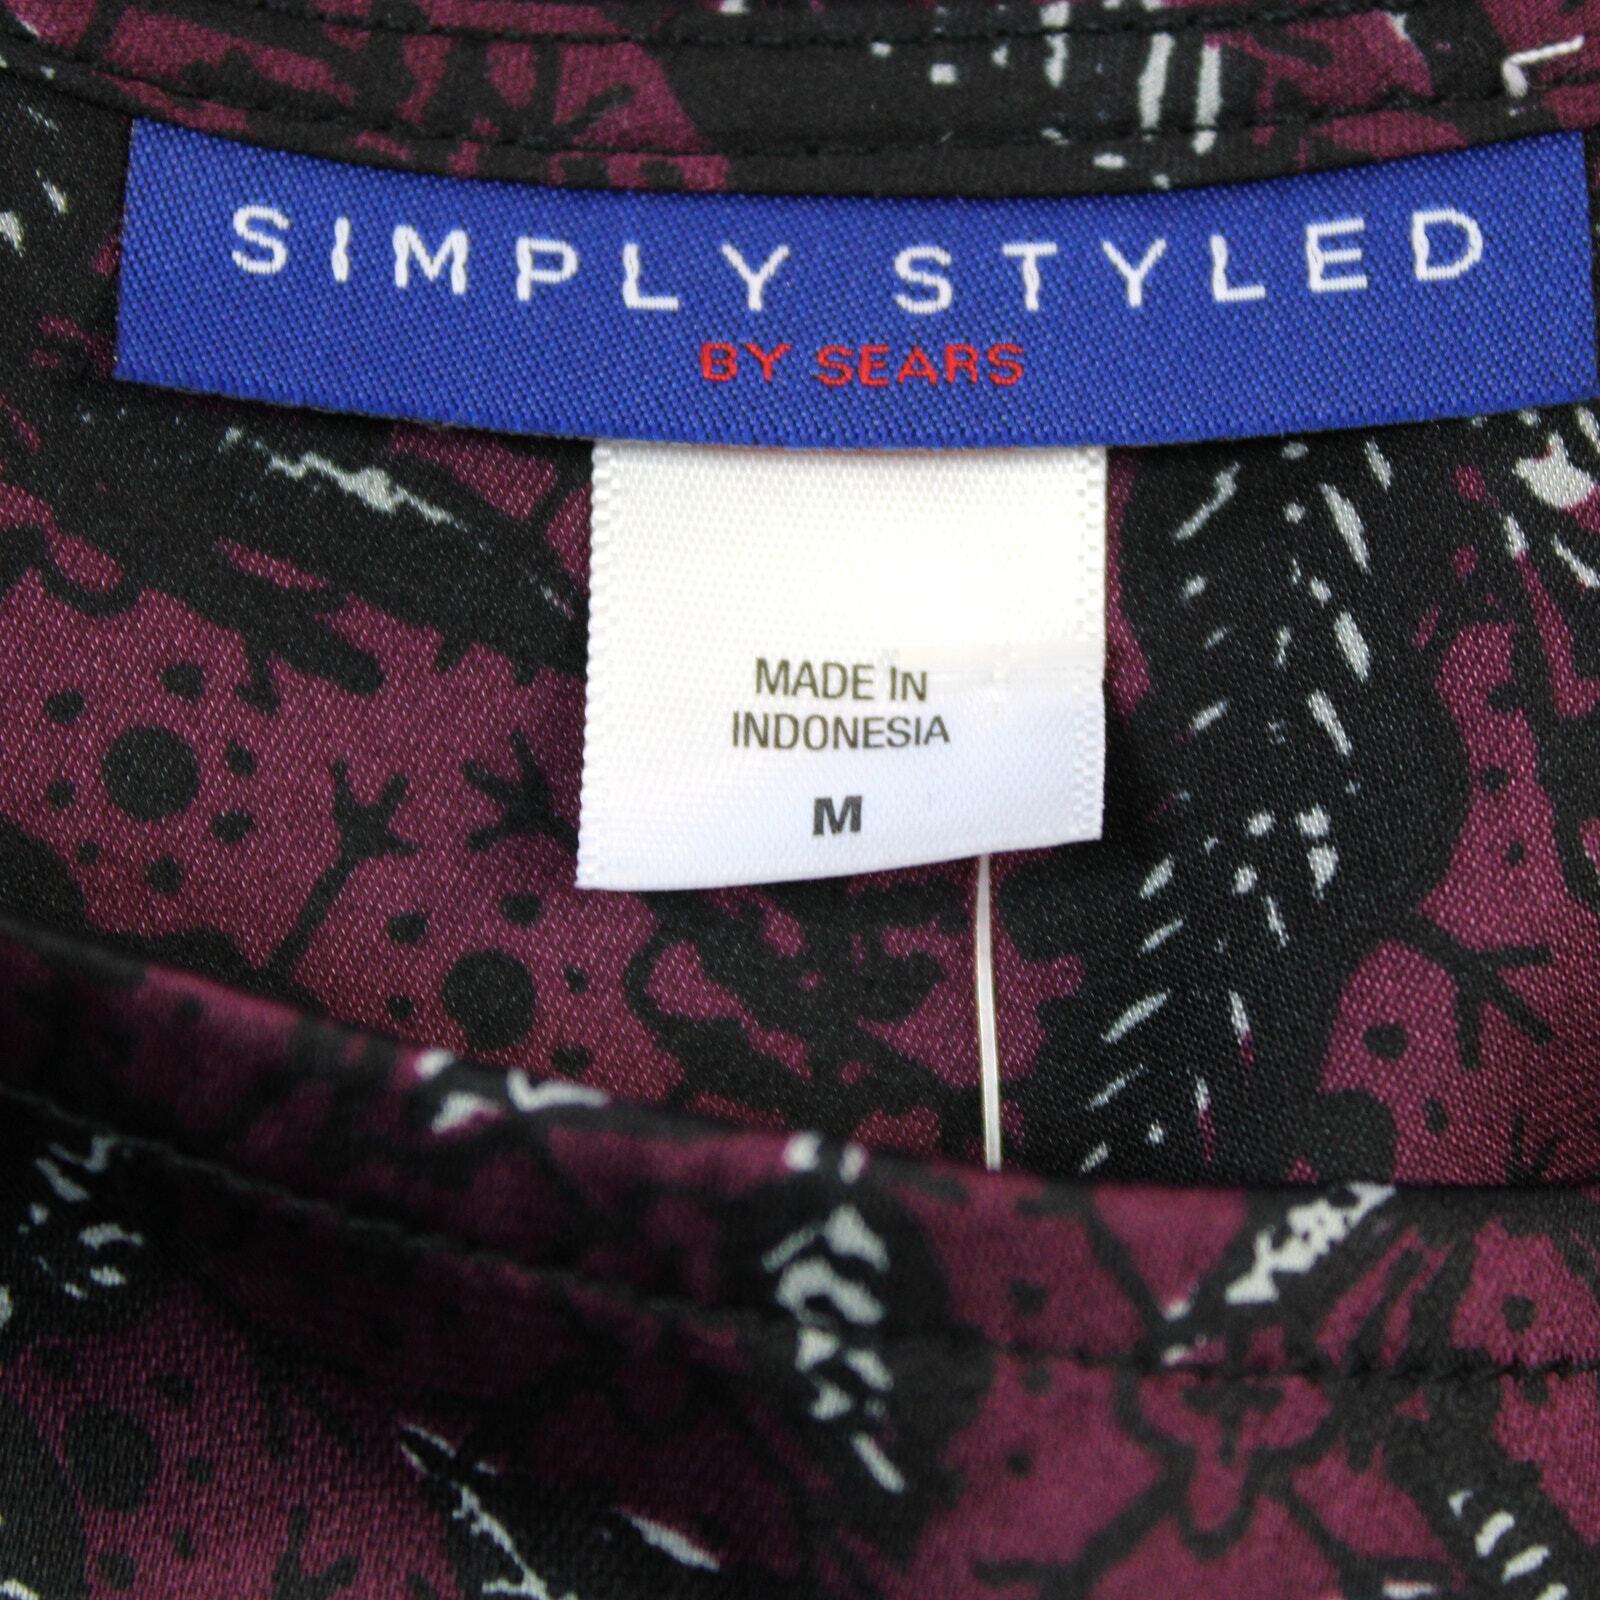 SIMPLY STYLED
BY SEARS
MADE IN
INDONESIA
M